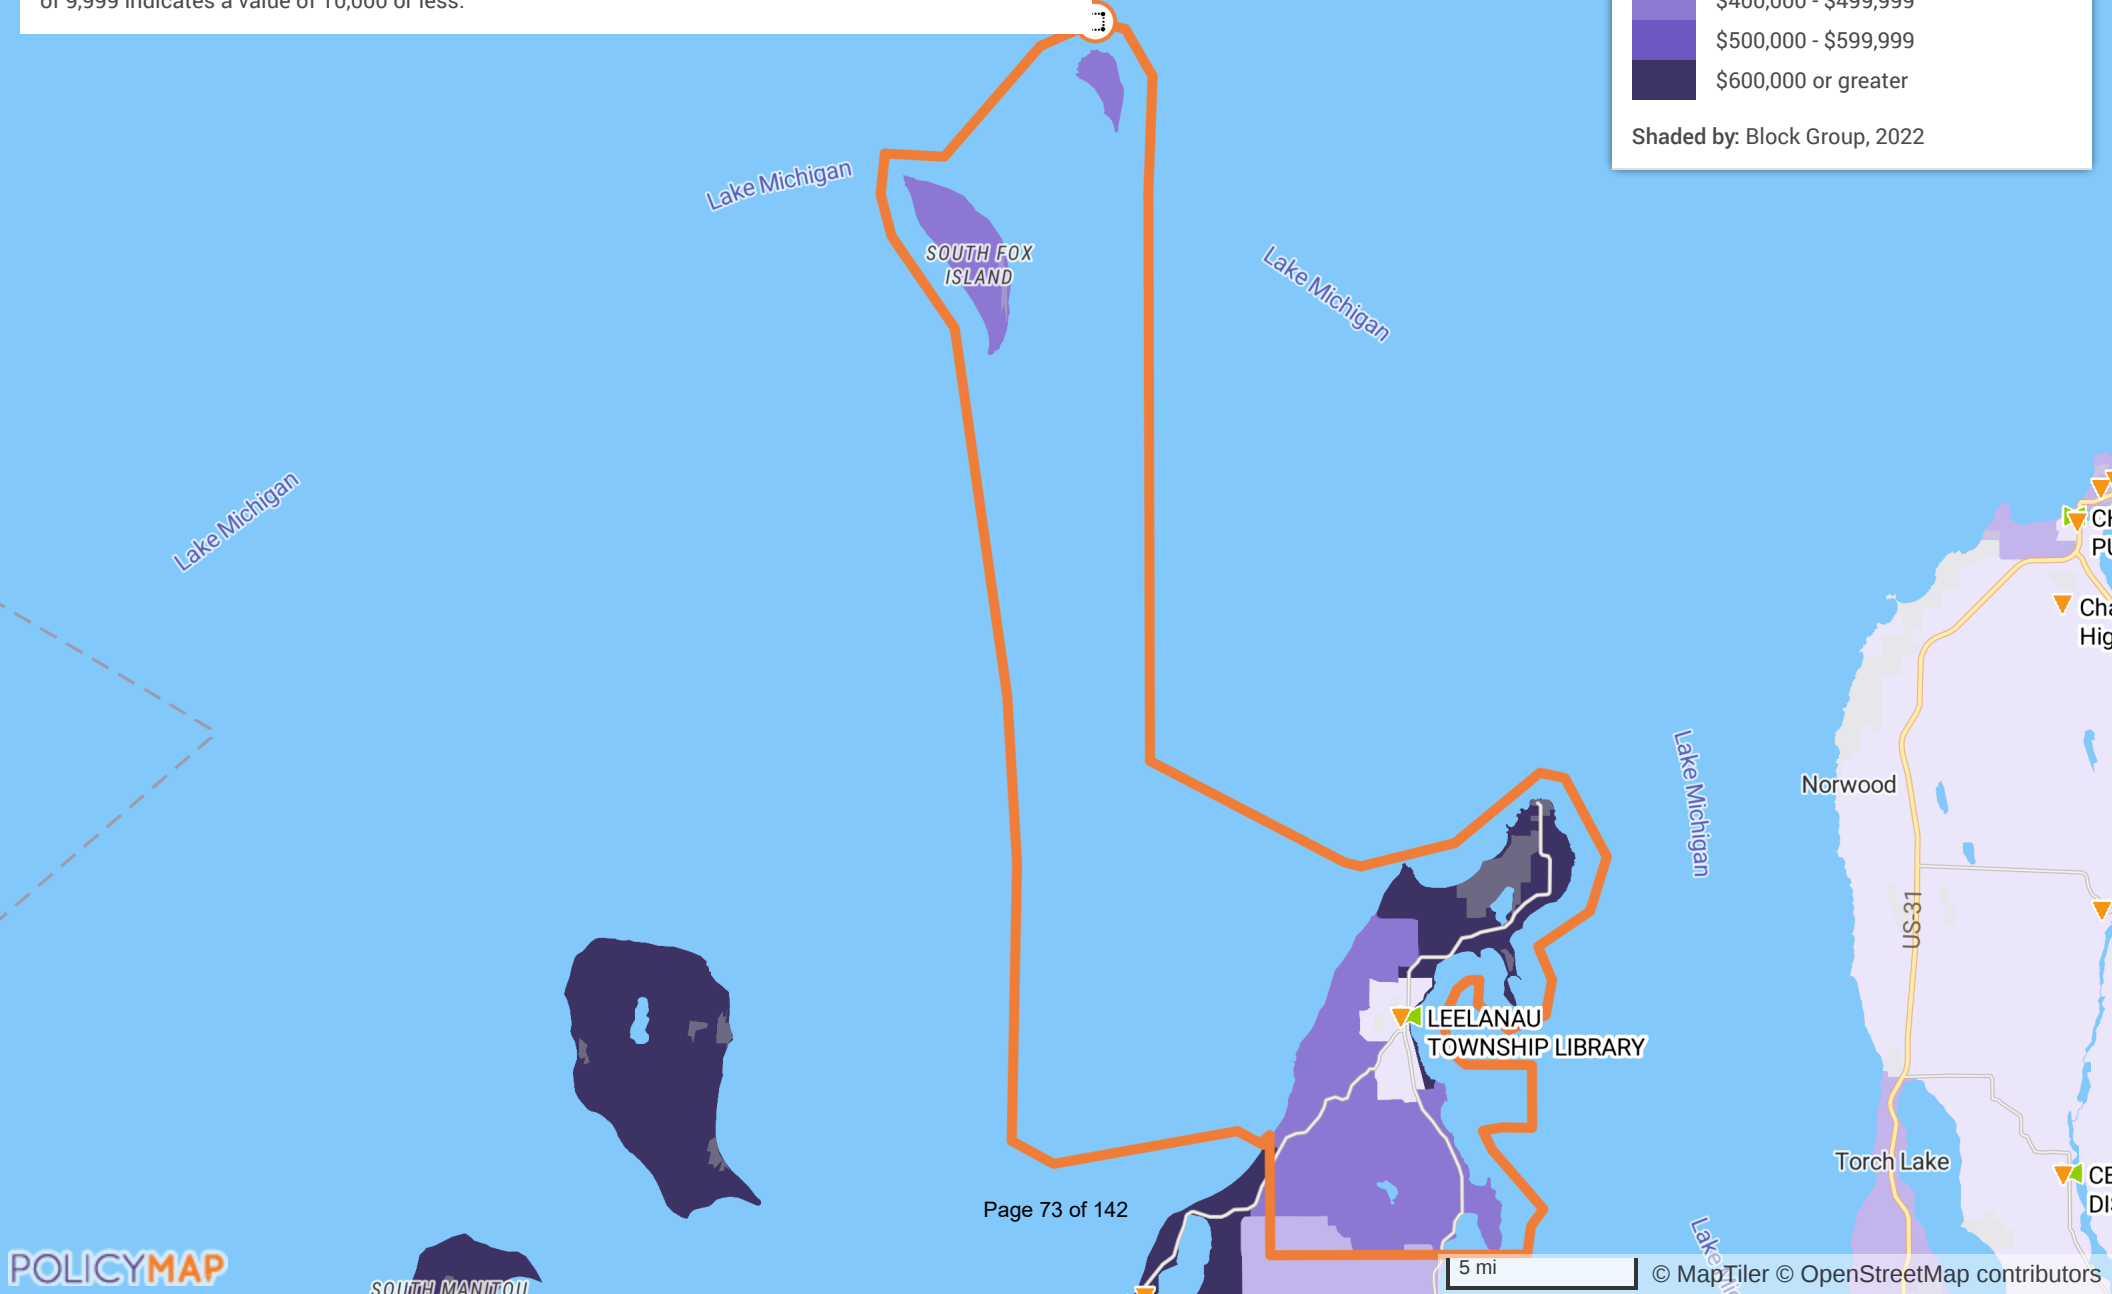 of 9,999 indicates a value of 10,000 or less.
$400,000 - $499,999
$500,000 - $599,999
$600,000 or greater
Shaded by: Block Group, 2022
Lake Michigan
SOUTH FOX
ISLAND
Lake Michigan
Lake Michigan
Norwood
Lake Michigan
US-31
LEELANAU
TOWNSHIP LIBRARY
Torch Lake
Page 73 of 142
POLICYMAP
SOUTH MANITOU
5 mi
© MapTiler © OpenStreetMap contributors